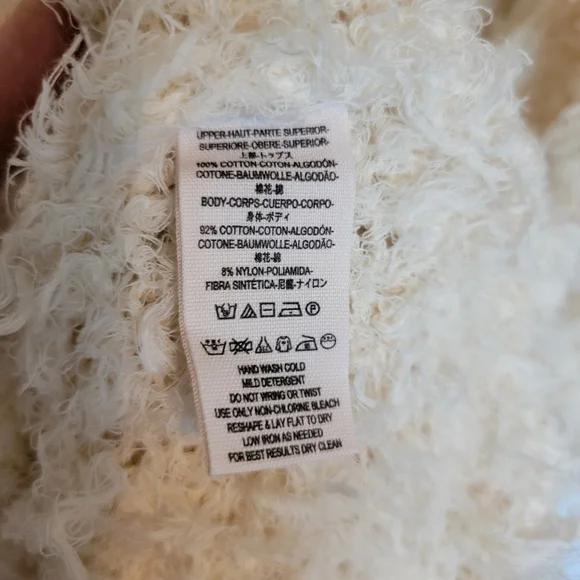 UPPER-HAUT-PARTE SUPERIOR-
SUPERIORE-OBERE-SUPERIOR-
上部-トップス
100% COTTON-COTON-ALGODÓN-
COTONE-BAUMWOLLE-ALGODÃO-
棉花-綿
BODY-CORPS-CUERPO-CORPO-
身体-ボディ
92% COTTON-COTON-ALGODÓN-
COTONE-BAUMWOLLE-ALGODÃO-
棉花-綿
8% NYLON-POLIAMIDA-
FIBRA SINTÉTICA-尼龍-ナイロン
HAND WASH COLD
MILD DETERGENT
DO NOT WRING OR TWIST
USE ONLY NON-CHLORINE BLEACH
RESHAPE & LAY FLAT TO DRY
LOW IRON AS NEEDED
FOR BEST RESULTS DRY CLEAN